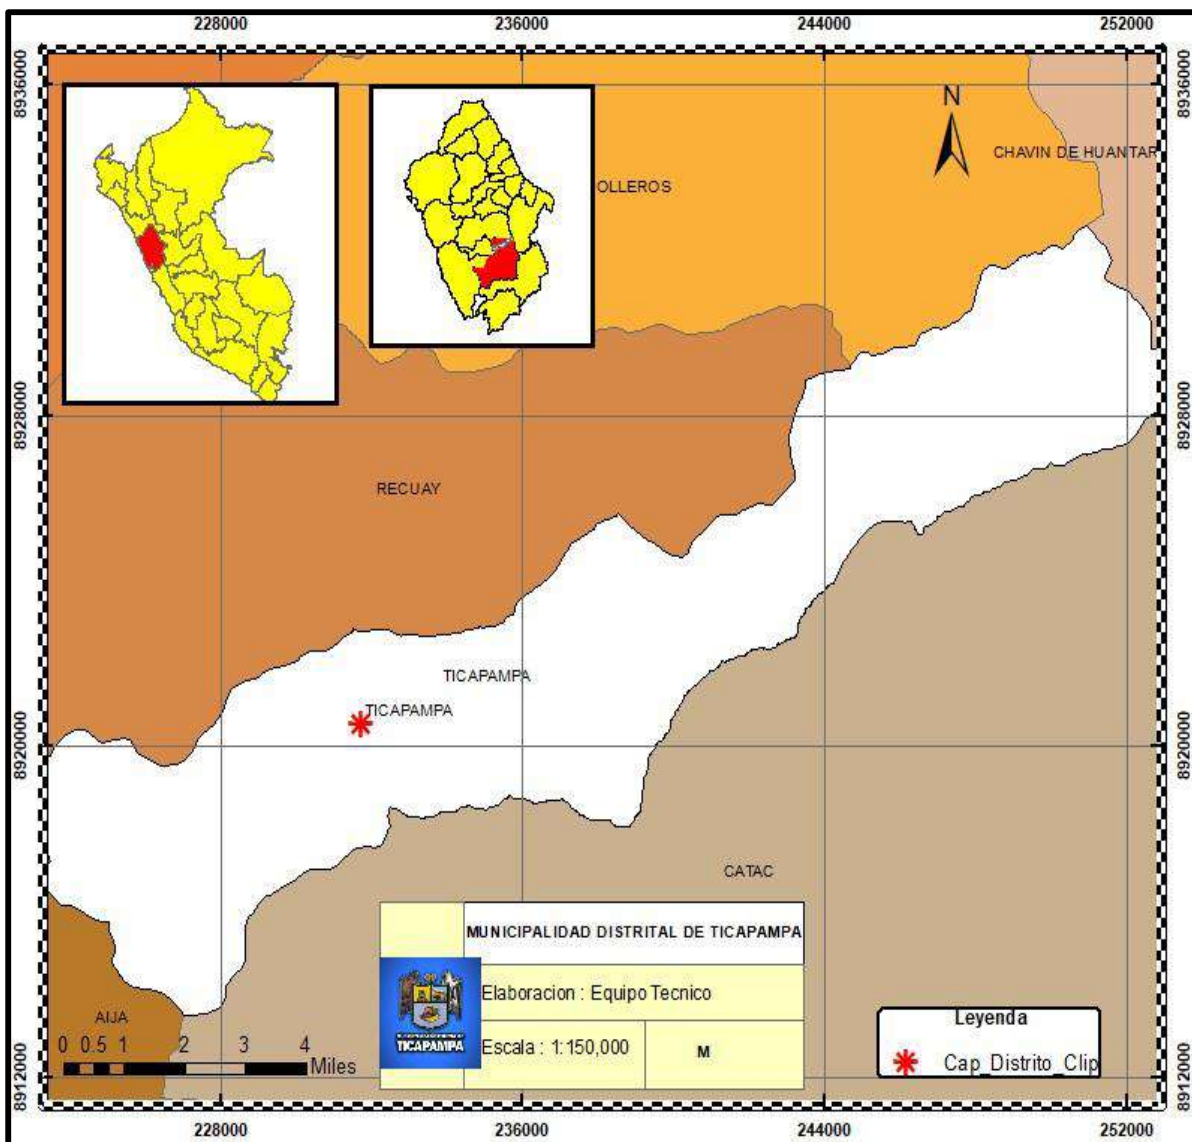 228000
236000
244000
252000
8936000
8936000
N
CHAVIN DE HUANTAR
OLLEROS
8928000
8928000
RECUAY
TICAPAMPA
TICAPAMPA
8920000
8920000
CATAC
MUNICIPALIDAD DISTRITAL DE TICAPAMPA
Elaboracion : Equipo Tecnico
TICAPAMPA
Escala : 1:150,000
M
AIJA
0 0.5 1 2 3 4
Miles
Leyenda
Cap_Distrito_Clip
8912000
8912000
228000
236000
244000
252000